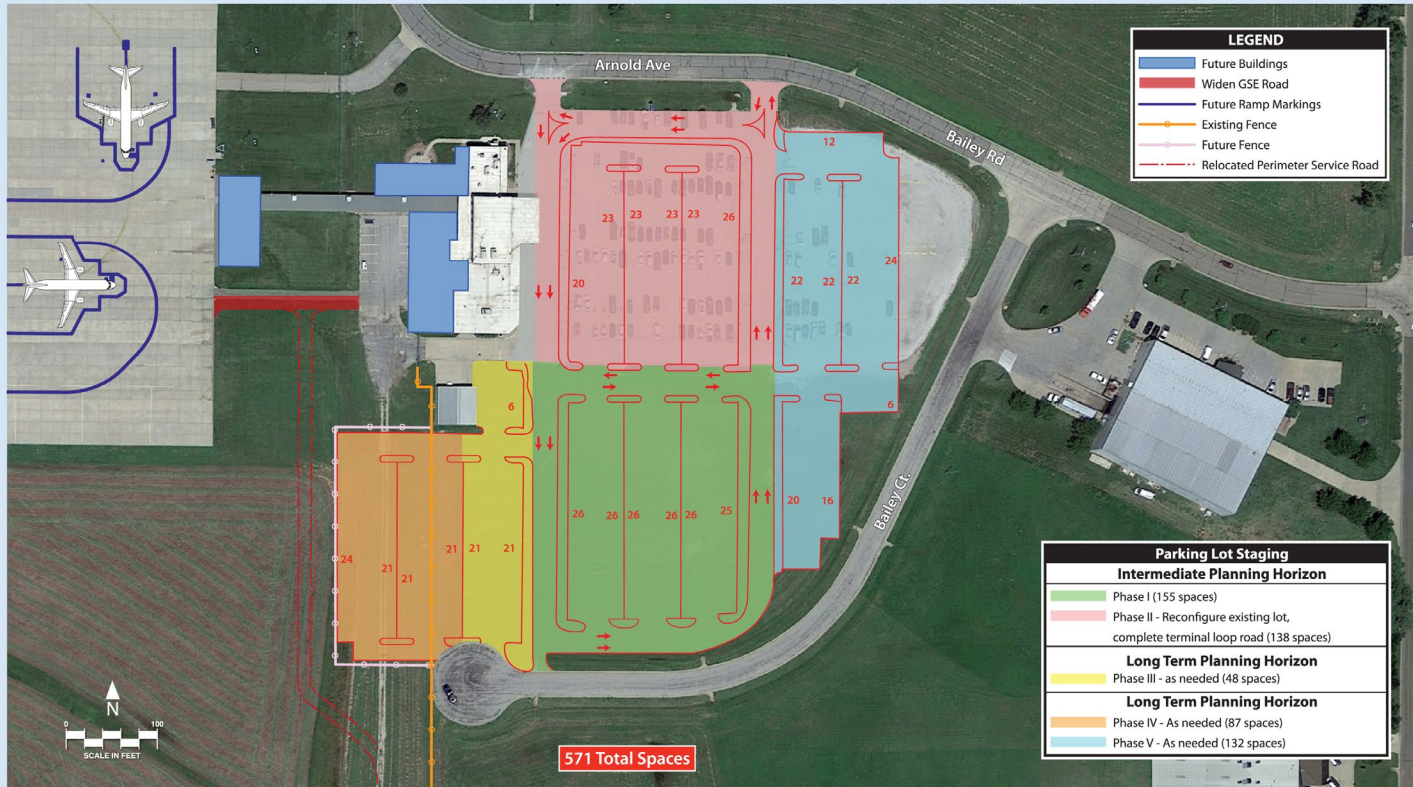 Arnold Ave
Bailey Rd
Bailey Ct.
LEGEND
Future Buildings
Widen GSE Road
Future Ramp Markings
Existing Fence
Future Fence
Relocated Perimeter Service Road
12
23
23
23
23
26
20
22
22
22
24
6
6
26
26
26
26
26
25
20
16
24
21
21
21
21
21
N
0 100
SCALE IN FEET
571 Total Spaces
Parking Lot Staging
Intermediate Planning Horizon
Phase I (155 spaces)
Phase II - Reconfigure existing lot,
complete terminal loop road (138 spaces)
Long Term Planning Horizon
Phase III - as needed (48 spaces)
Long Term Planning Horizon
Phase IV - As needed (87 spaces)
Phase V - As needed (132 spaces)